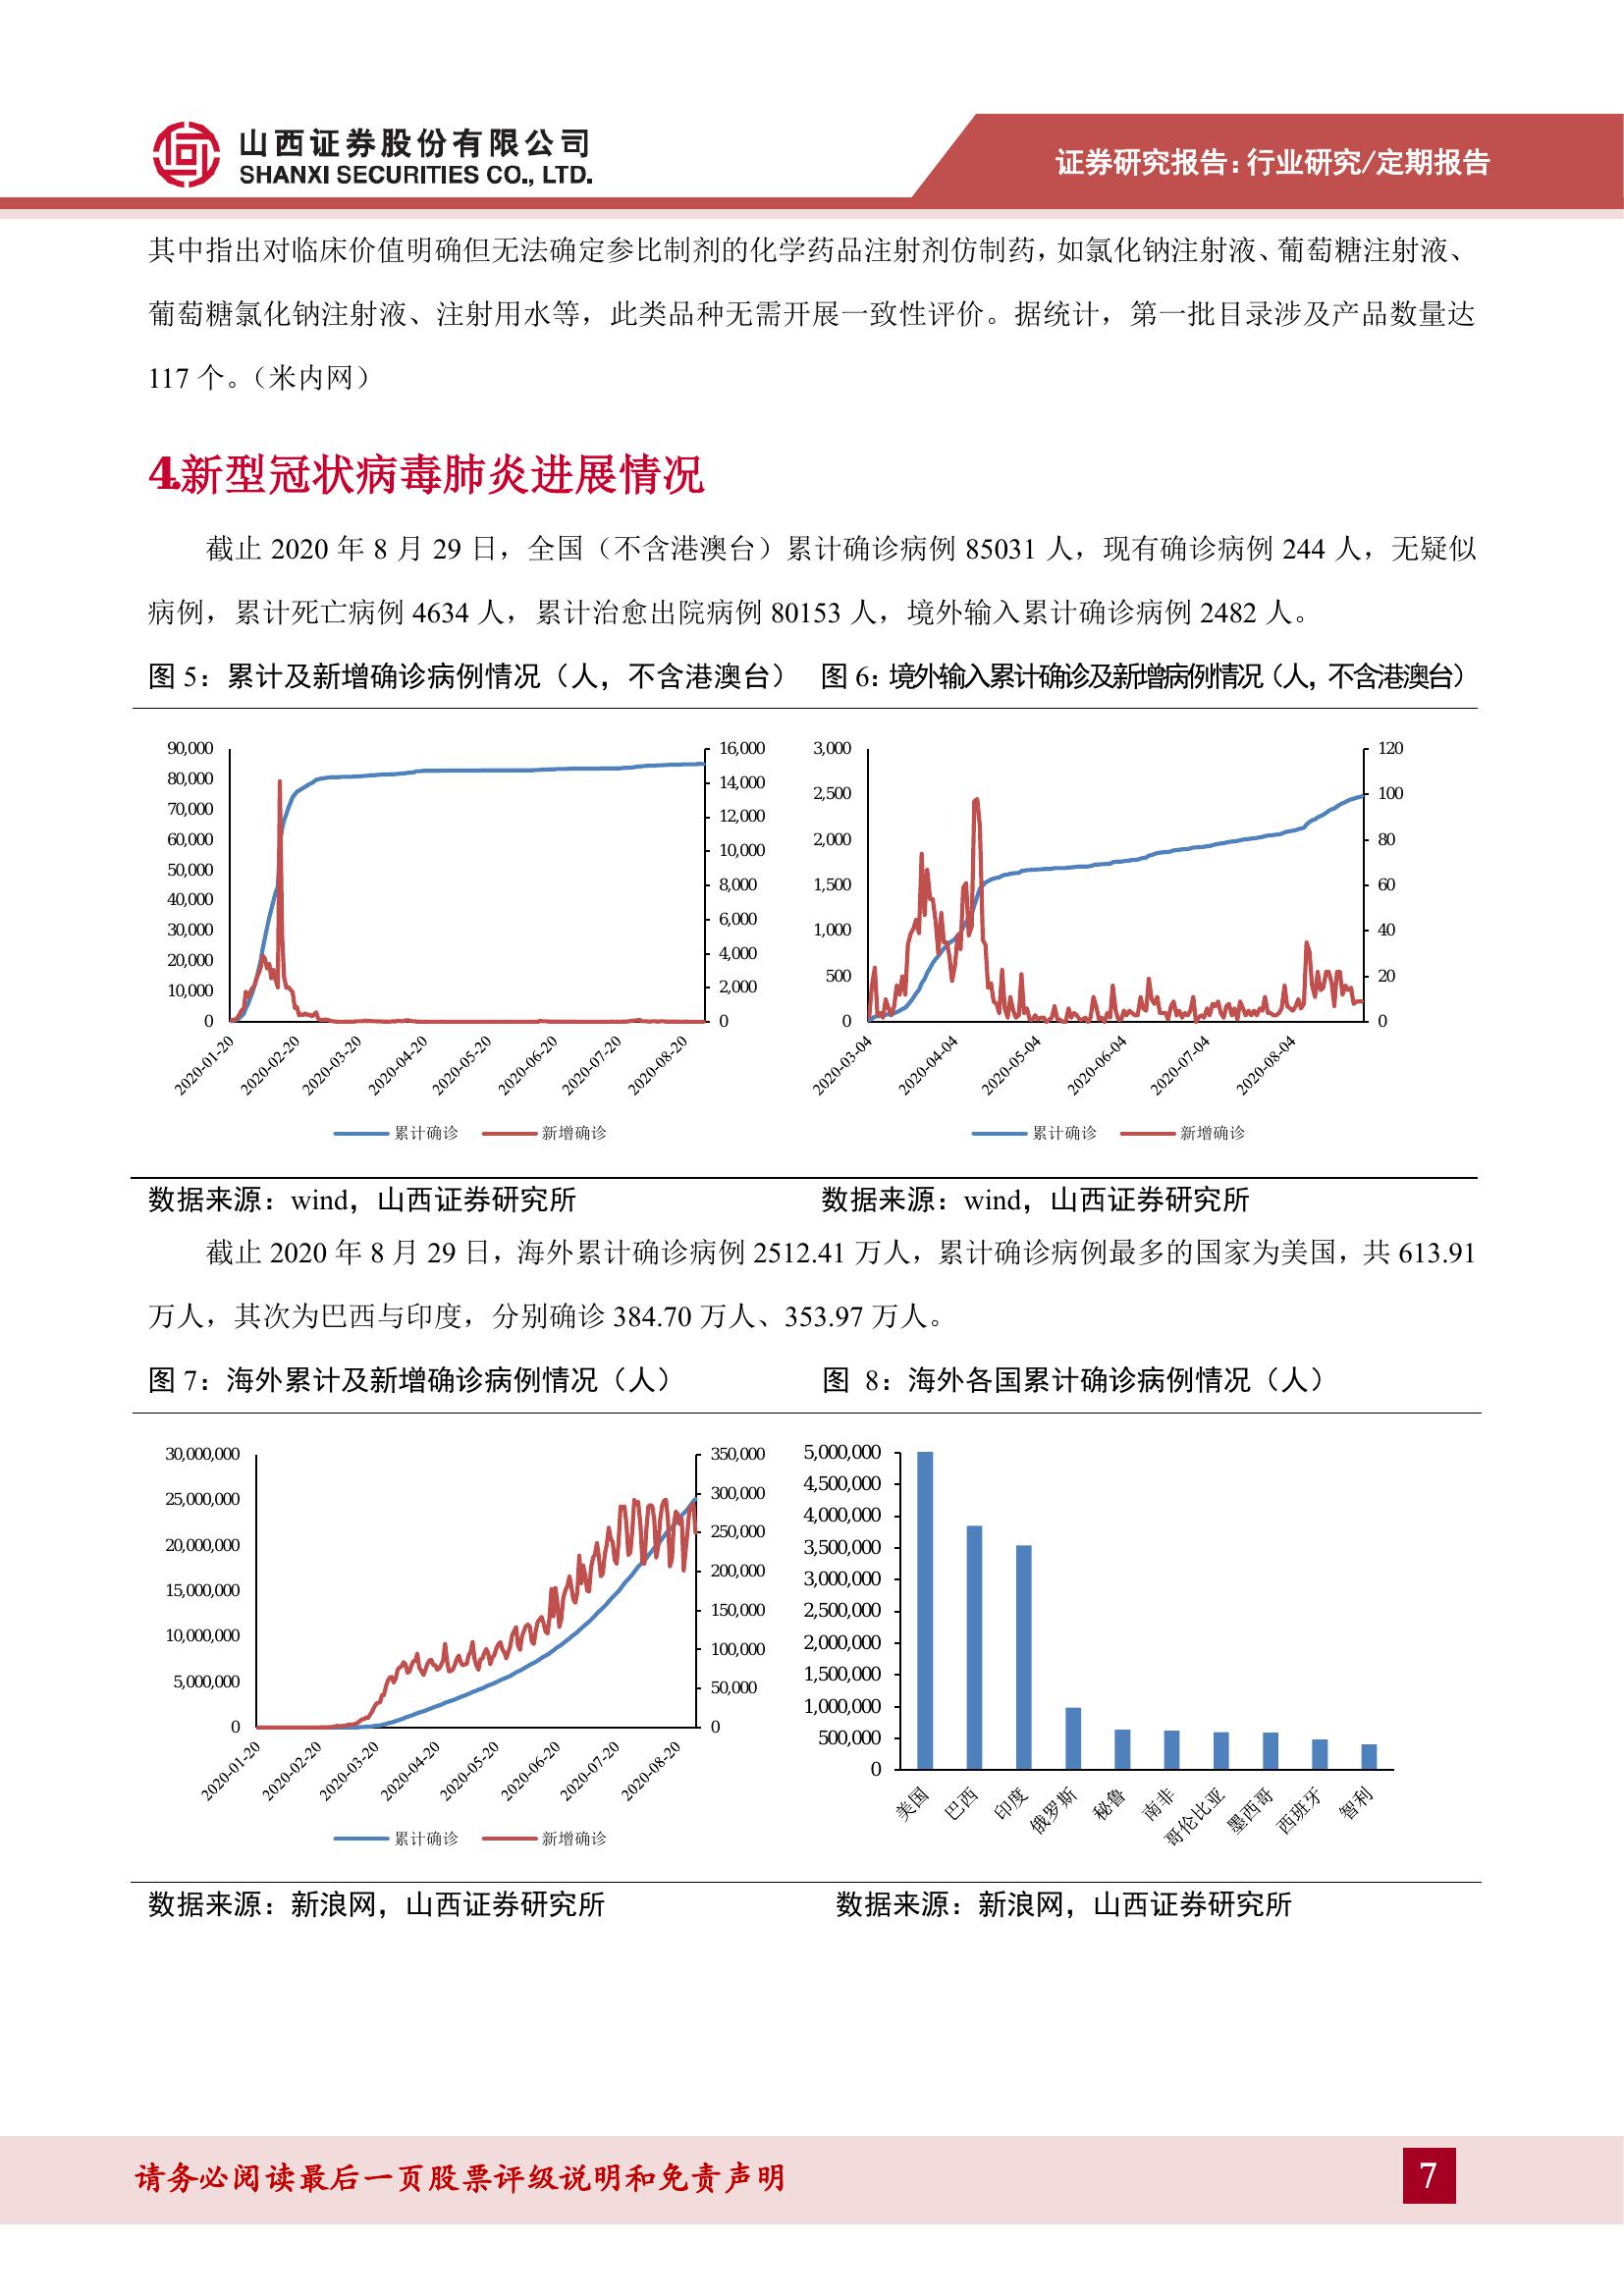 山西证券股份有限公司
SHANXI SECURITIES CO., LTD.
证券研究报告:行业研究/定期报告
其中指出对临床价值明确但无法确定参比制剂的化学药品注射剂仿制药，如氯化钠注射液、葡萄糖注射液、
葡萄糖氯化钠注射液、注射用水等，此类品种无需开展一致性评价。据统计，第一批目录涉及产品数量达
117 个。（米内网）
4.新型冠状病毒肺炎进展情况
截止 2020 年 8 月 29 日，全国（不含港澳台）累计确诊病例 85031 人，现有确诊病例 244 人，无疑似
病例，累计死亡病例 4634 人，累计治愈出院病例 80153 人，境外输入累计确诊病例 2482 人。
图 5：累计及新增确诊病例情况（人，不含港澳台）
90,000
80,000
70,000
60,000
50,000
40,000
30,000
20,000
10,000
0
16,000
14,000
12,000
10,000
8,000
6,000
4,000
2,000
0
2020-01-20
2020-02-20
2020-03-20
2020-04-20
2020-05-20
2020-06-20
2020-07-20
2020-08-20
累计确诊
新增确诊
图 6：境外输入累计确诊及新增病例情况（人，不含港澳台）
3,000
2,500
2,000
1,500
1,000
500
0
120
100
80
60
40
20
0
2020-03-04
2020-04-04
2020-05-04
2020-06-04
2020-07-04
2020-08-04
累计确诊
新增确诊
数据来源：wind，山西证券研究所
数据来源：wind，山西证券研究所
截止 2020 年 8 月 29 日，海外累计确诊病例 2512.41 万人，累计确诊病例最多的国家为美国，共 613.91
万人，其次为巴西与印度，分别确诊 384.70 万人、353.97 万人。
图 7：海外累计及新增确诊病例情况（人）
30,000,000
25,000,000
20,000,000
15,000,000
10,000,000
5,000,000
0
350,000
300,000
250,000
200,000
150,000
100,000
50,000
0
2020-01-20
2020-02-20
2020-03-20
2020-04-20
2020-05-20
2020-06-20
2020-07-20
2020-08-20
累计确诊
新增确诊
图 8：海外各国累计确诊病例情况（人）
5,000,000
4,500,000
4,000,000
3,500,000
3,000,000
2,500,000
2,000,000
1,500,000
1,000,000
500,000
0
美国
巴西
印度
俄罗斯
秘鲁
南非
哥伦比亚
墨西哥
西班牙
智利
数据来源：新浪网，山西证券研究所
数据来源：新浪网，山西证券研究所
请务必阅读最后一页股票评级说明和免责声明
7